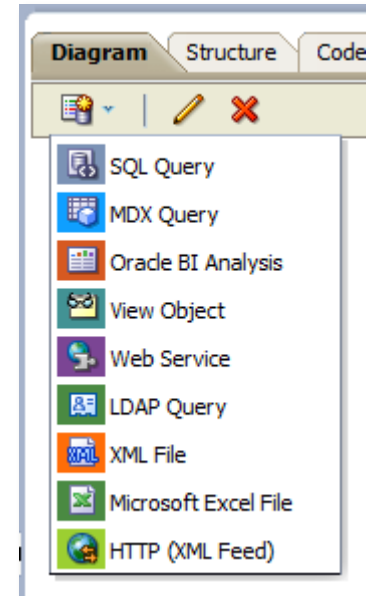 Diagram Structure Code
SQL Query
MDX Query
Oracle BI Analysis
View Object
Web Service
LDAP Query
XML File
Microsoft Excel File
HTTP (XML Feed)